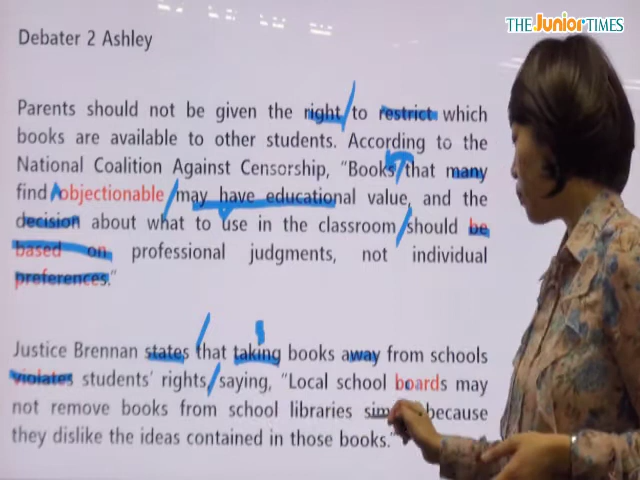 THE Junior TIMES
Debater 2 Ashley
Parents should not be given the right to restrict which
books are available to other students. According to the
National Coalition Against Censorship, “Books that many
find objectionable may have educational value, and the
decision about what to use in the classroom should be
based on professional judgments, not individual
preferences.”
Justice Brennan states that taking books away from schools
violates students’ rights, saying, “Local school boards may
not remove books from school libraries because
they dislike the ideas contained in those books.”